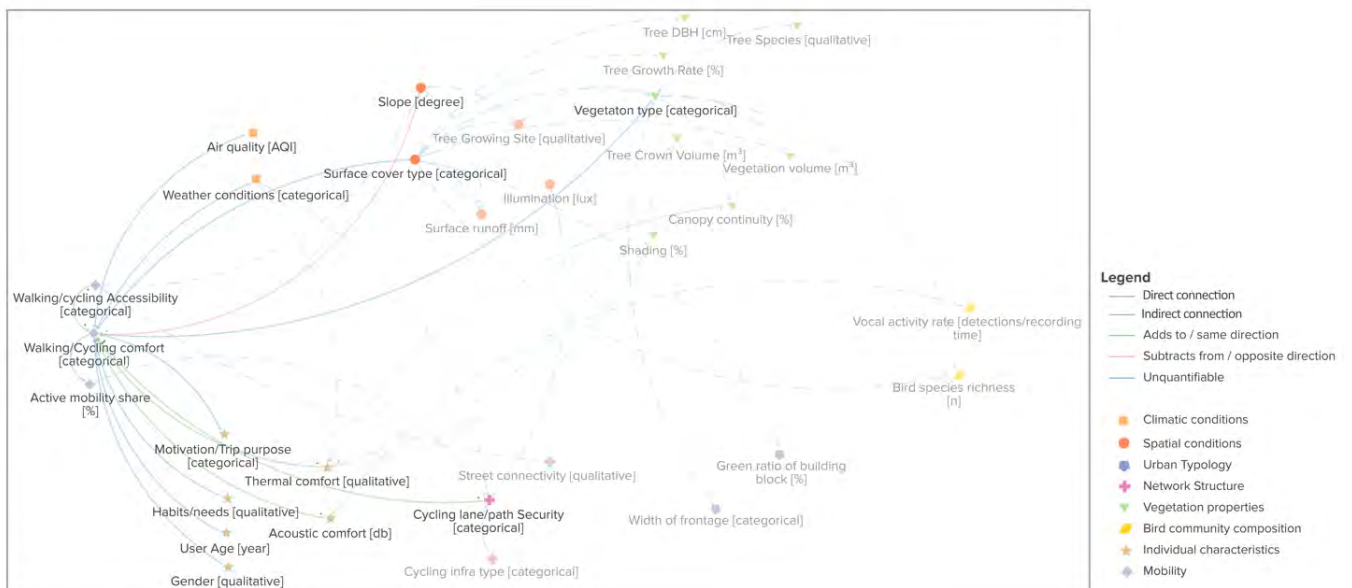 Tree DBH [cm]
Tree Species [qualitative]
Tree Growth Rate [%]
Slope [degree]
Vegetaton type [categorical]
Tree Growing Site [qualitative]
Air quality [AQI]
Tree Crown Volume [m³]
Surface cover type [categorical]
Vegetation volume [m³]
Weather conditions [categorical]
Illumination [lux]
Canopy continuity [%]
Surface runoff [mm]
Shading [%]
Walking/cycling Accessibility
[categorical]
Vocal activity rate [detections/recording
time]
Walking/Cycling comfort
[categorical]
Bird species richness
[n]
Active mobility share
[%]
Motivation/Trip purpose
[categorical]
Thermal comfort [qualitative]
Street connectivity [qualitative]
Green ratio of building
block [%]
Habits/needs [qualitative]
Acoustic comfort [db]
Cycling lane/path Security
[categorical]
Width of frontage [categorical]
User Age [year]
Gender [qualitative]
Cycling infra type [categorical]
Legend
Direct connection
Indirect connection
Adds to / same direction
Subtracts from / opposite direction
Unquantifiable
Climatic conditions
Spatial conditions
Urban Typology
Network Structure
Vegetation properties
Bird community composition
Individual characteristics
Mobility